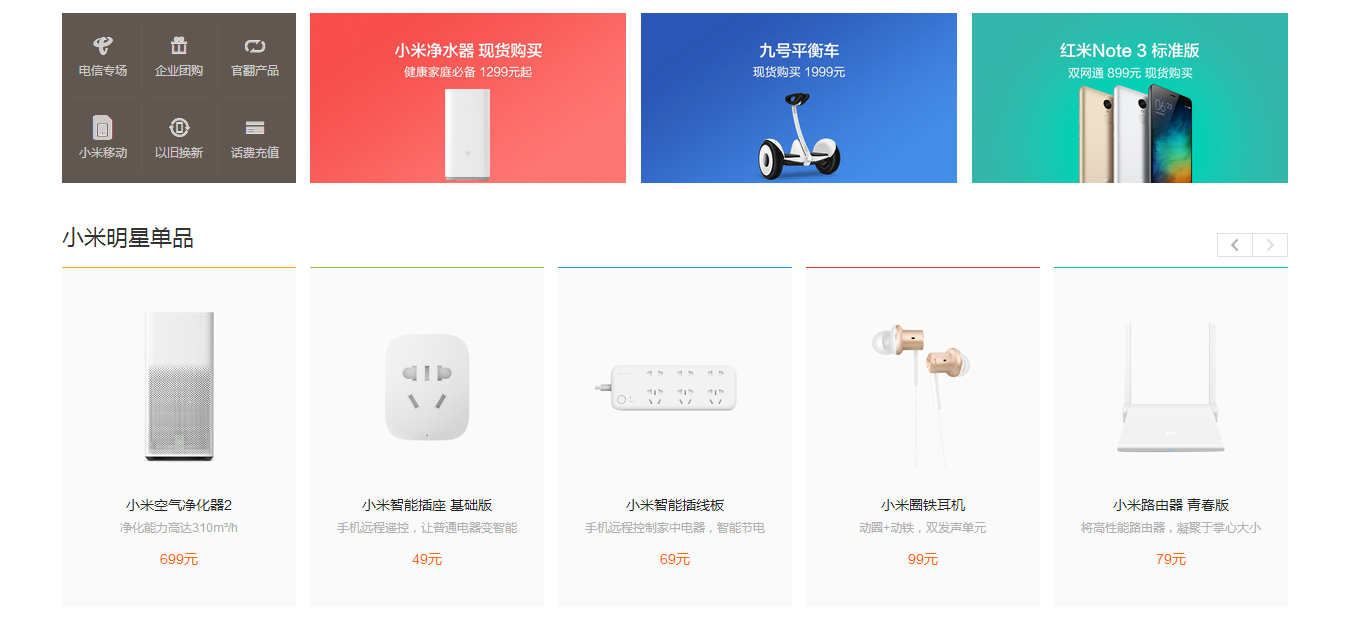 电信专场
企业团购
官翻产品
小米移动
以旧换新
话费充值
小米净水器 现货购买
健康家庭必备 1299元起
九号平衡车
现货购买 1999元
红米Note 3 标准版
双网通 899元 现货购买
小米明星单品
小米空气净化器2
净化能力高达310m³/h
699元
小米智能插座 基础版
手机远程遥控，让普通电器变智能
49元
小米智能插线板
手机远程控制家中电器，智能节电
69元
小米圈铁耳机
动圈+动铁，双发声单元
99元
小米路由器 青春版
将高性能路由器，凝聚于掌心大小
79元